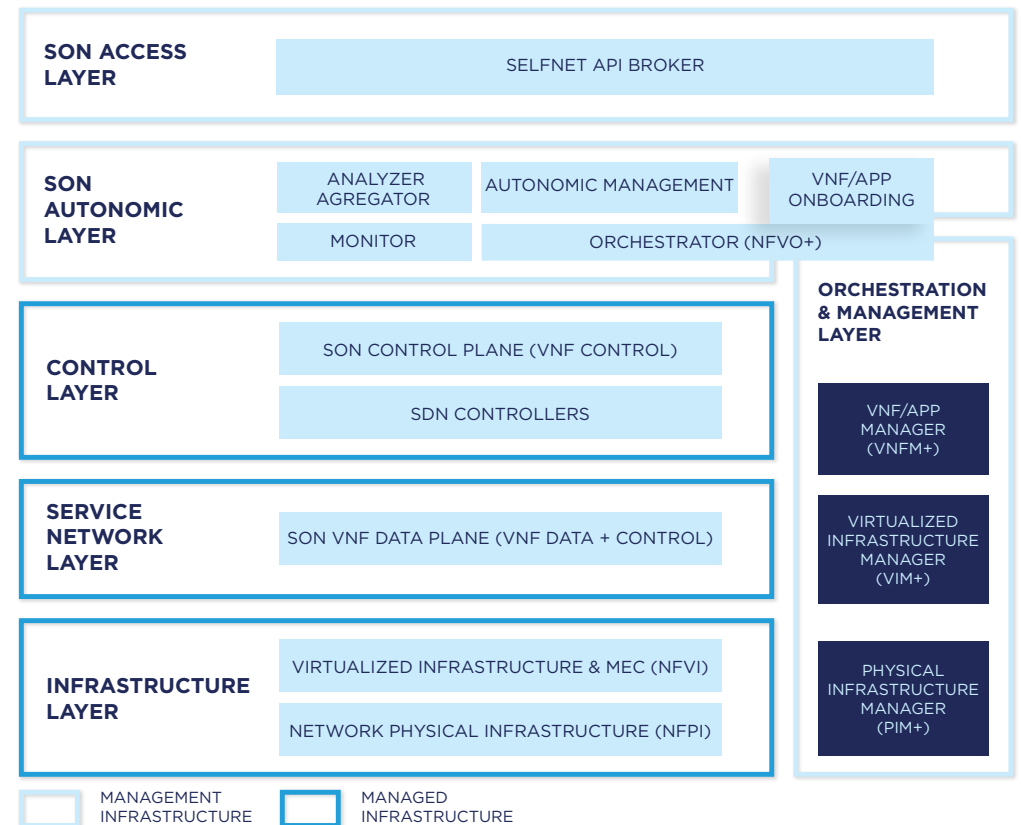 SON ACCESS
LAYER
SELFNET API BROKER
SON
AUTONOMIC
LAYER
ANALYZER
AGREGATOR
AUTONOMIC MANAGEMENT
VNF/APP
ONBOARDING
MONITOR
ORCHESTRATOR (NFVO+)
ORCHESTRATION
& MANAGEMENT
LAYER
VNF/APP
MANAGER
(VNFM+)
VIRTUALIZED
INFRASTRUCTURE
MANAGER
(VIM+)
PHYSICAL
INFRASTRUCTURE
MANAGER
(PIM+)
CONTROL
LAYER
SON CONTROL PLANE (VNF CONTROL)
SDN CONTROLLERS
SERVICE
NETWORK
LAYER
SON VNF DATA PLANE (VNF DATA + CONTROL)
INFRASTRUCTURE
LAYER
VIRTUALIZED INFRASTRUCTURE & MEC (NFVI)
NETWORK PHYSICAL INFRASTRUCTURE (NFPI)
MANAGEMENT
INFRASTRUCTURE
MANAGED
INFRASTRUCTURE